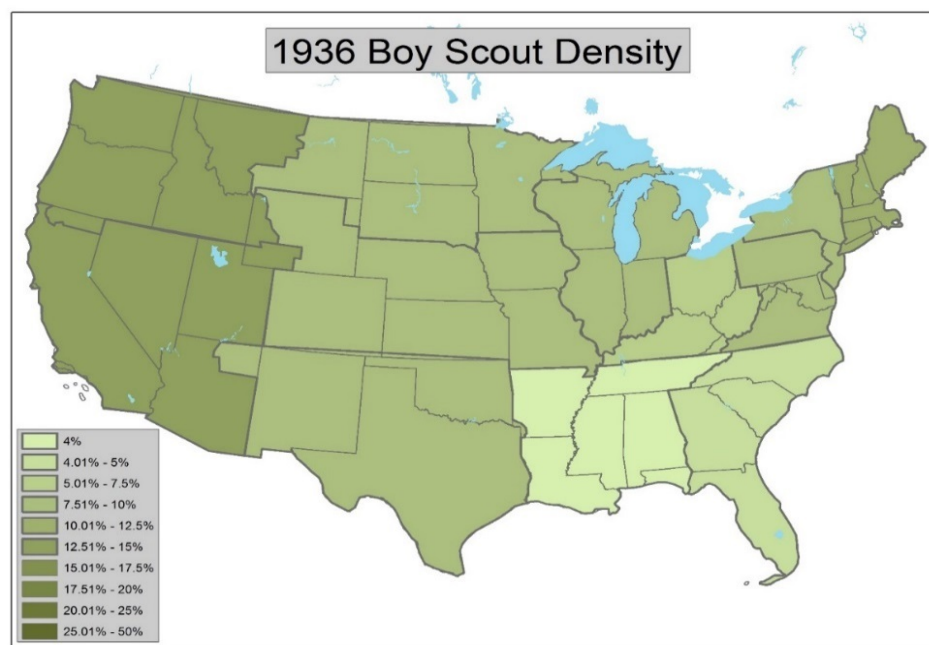 1936 Boy Scout Density
4%
4.01% - 5%
5.01% - 7.5%
7.51% - 10%
10.01% - 12.5%
12.51% - 15%
15.01% - 17.5%
17.51% - 20%
20.01% - 25%
25.01% - 50%